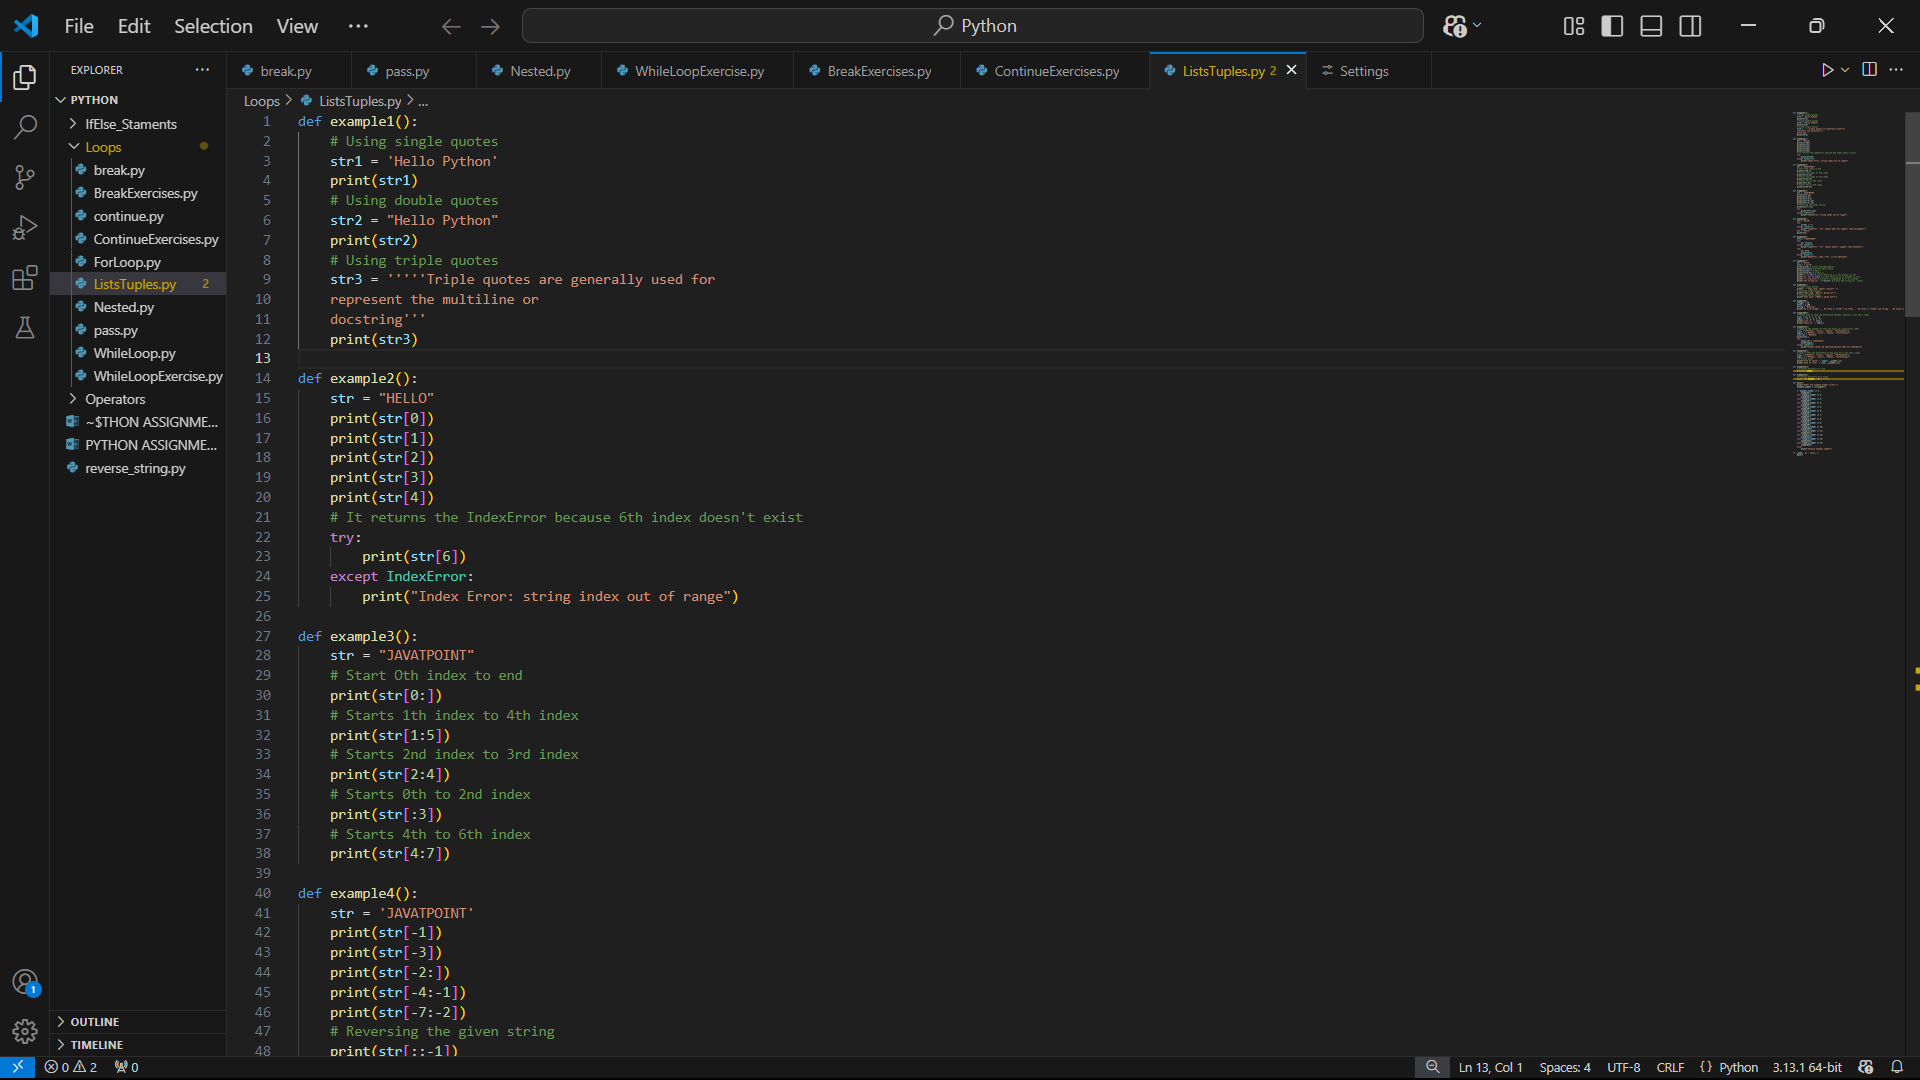 File Edit Selection View ···
Python
EXPLORER ···
break.py
pass.py
Nested.py
WhileLoopExercise.py
BreakExercises.py
ContinueExercises.py
ListsTuples.py 2
Settings
PYTHON
IfElse_Staments
Loops
break.py
BreakExercises.py
continue.py
ContinueExercises.py
ForLoop.py
ListsTuples.py 2
Nested.py
pass.py
WhileLoop.py
WhileLoopExercise.py
Operators
~$THON ASSIGNME...
PYTHON ASSIGNME...
reverse_string.py
OUTLINE
TIMELINE
1
Loops > ListsTuples.py > ...
1 def example1():
2 # Using single quotes
3 str1 = 'Hello Python'
4 print(str1)
5 # Using double quotes
6 str2 = "Hello Python"
7 print(str2)
8 # Using triple quotes
9 str3 = '''''Triple quotes are generally used for
10 represent the multiline or
11 docstring'''
12 print(str3)
13
14 def example2():
15 str = "HELLO"
16 print(str[0])
17 print(str[1])
18 print(str[2])
19 print(str[3])
20 print(str[4])
21 # It returns the IndexError because 6th index doesn't exist
22 try:
23 print(str[6])
24 except IndexError:
25 print("Index Error: string index out of range")
26
27 def example3():
28 str = "JAVATPOINT"
29 # Start Oth index to end
30 print(str[0:])
31 # Starts 1th index to 4th index
32 print(str[1:5])
33 # Starts 2nd index to 3rd index
34 print(str[2:4])
35 # Starts 0th to 2nd index
36 print(str[:3])
37 # Starts 4th to 6th index
38 print(str[4:7])
39
40 def example4():
41 str = 'JAVATPOINT'
42 print(str[-1])
43 print(str[-3])
44 print(str[-2:])
45 print(str[-4:-1])
46 print(str[-7:-2])
47 # Reversing the given string
48 print(str[::-1])
0 2 0
Ln 13, Col 1 Spaces: 4 UTF-8 CRLF {} Python 3.13.1 64-bit